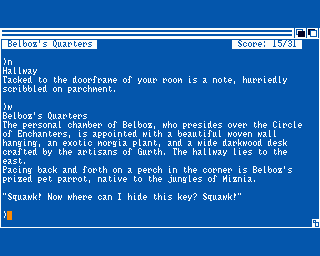 Belboz's Quarters Score: 15/31
)n
Hallway
Tacked to the doorframe of your room is a note, hurriedly
scribbled on parchment.
)w
Belboz's Quarters
The personal chamber of Belboz, who presides over the Circle
of Enchanters, is appointed with a beautiful woven wall
hanging, an exotic morgia plant, and a wide darkwood desk
crafted by the artisans of Gurth. The hallway lies to the
east.
Pacing back and forth on a perch in the corner is Belboz's
prized pet parrot, native to the jungles of Miznia.
"Squawk! Now where can I hide this key? Squawk!"
)